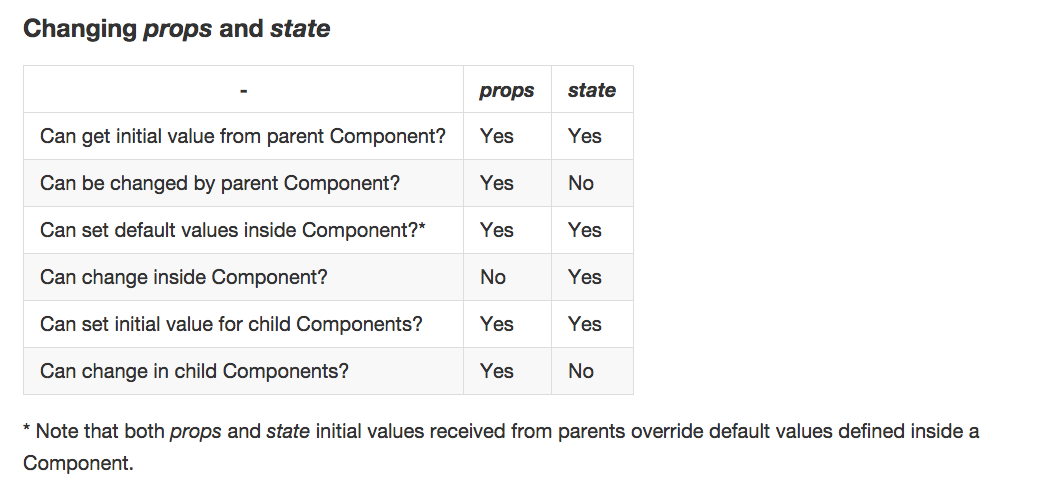 Changing props and state
- props state
Can get initial value from parent Component? Yes Yes
Can be changed by parent Component? Yes No
Can set default values inside Component?* Yes Yes
Can change inside Component? No Yes
Can set initial value for child Components? Yes Yes
Can change in child Components? Yes No
* Note that both props and state initial values received from parents override default values defined inside a
Component.